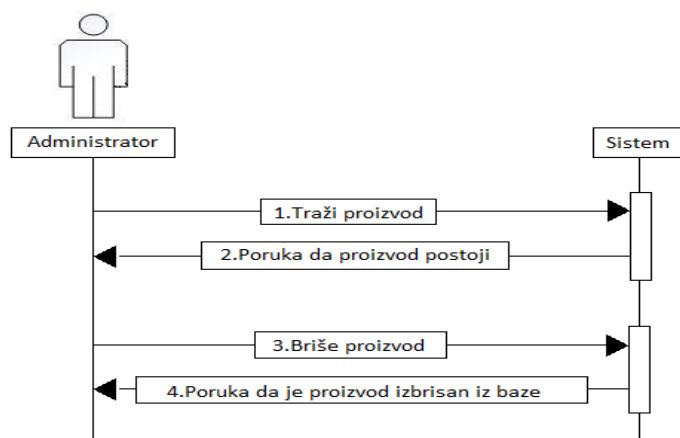 Administrator
Sistem
1.Traži proizvod
2.Poruka da proizvod postoji
3.Briše proizvod
4.Poruka da je proizvod izbrisan iz baze